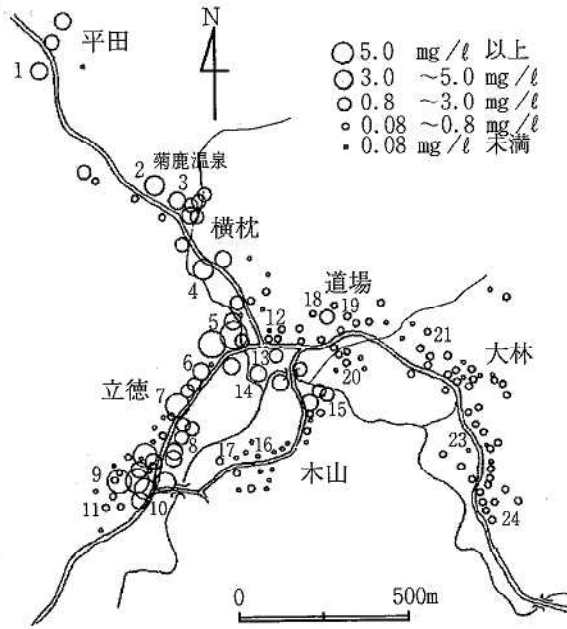 N
平田
1
5.0 mg/ℓ 以上
3.0 ~5.0 mg/ℓ
0.8 ~3.0 mg/ℓ
0.08 ~0.8 mg/ℓ
0.08 mg/ℓ 未満
菊鹿温泉
2
3
横枕
4
道場
18
19
12
5
21
大林
13
6
20
14
立徳
7
15
8
17
16
23
木山
9
10
11
24
0
500m